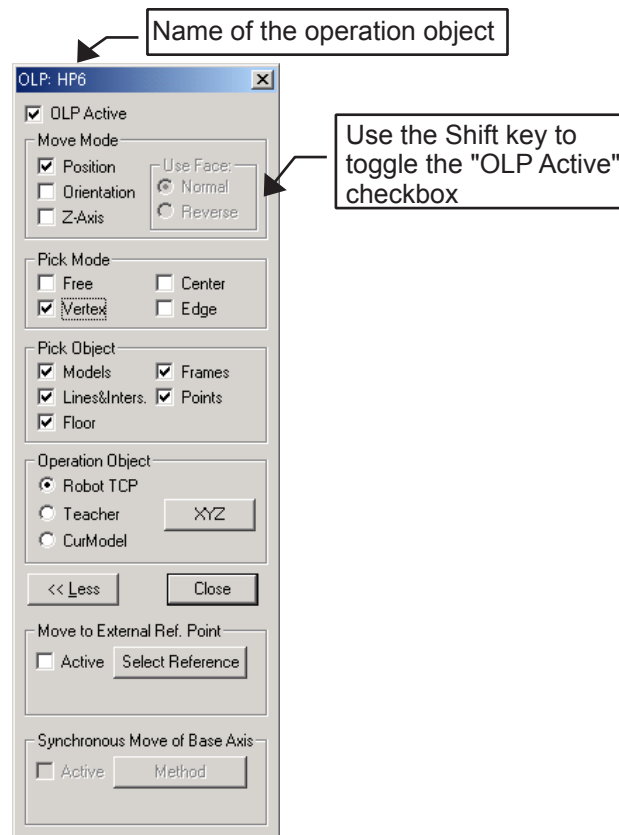 Name of the operation object
OLP: HP6
OLP Active
Move Mode
Position
Use Face:
Orientation
Normal
Z-Axis
Reverse
Use the Shift key to
toggle the "OLP Active"
checkbox
Pick Mode
Free
Center
Vertex
Edge
Pick Object
Models
Frames
Lines&Inters.
Points
Floor
Operation Object
Robot TCP
Teacher
XYZ
CurModel
<< Less
Close
Move to External Ref. Point
Active
Select Reference
Synchronous Move of Base Axis
Active
Method